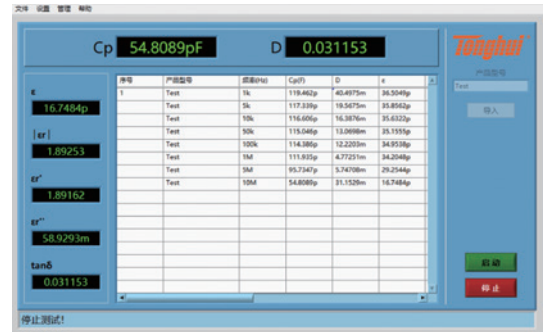 文件 设置 管理 帮助
Cp 54.8089pF D 0.031153
Tonghui
产品型号
Test
导入
ε
16.7484p
|εr|
1.89253
εr'
1.89162
εr''
58.9293m
tanδ
0.031153
序号 产品型号 频率(Hz) Cp(F) D ε
1 Test 1k 119.462p 40.4975m 36.5049p
Test 5k 117.339p 19.5675m 35.8562p
Test 10k 116.606p 16.3876m 35.6322p
Test 50k 115.046p 13.0698m 35.1555p
Test 100k 114.386p 12.2203m 34.9538p
Test 1M 111.935p 4.77251m 34.2048p
Test 5M 95.7347p 5.74708m 29.2544p
Test 10M 54.8089p 31.1529m 16.7484p
启动
停止
停止测试!